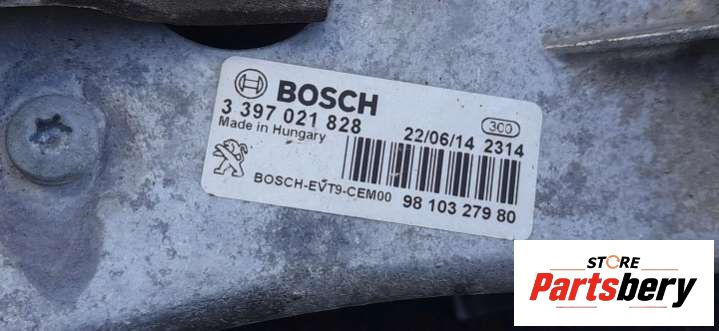 BOSCH
3 397 021 828
Made in Hungary
300
22/06/14 2314
BOSCH-EVT9-CEM00
98 103 279 80
STORE
Partsbery